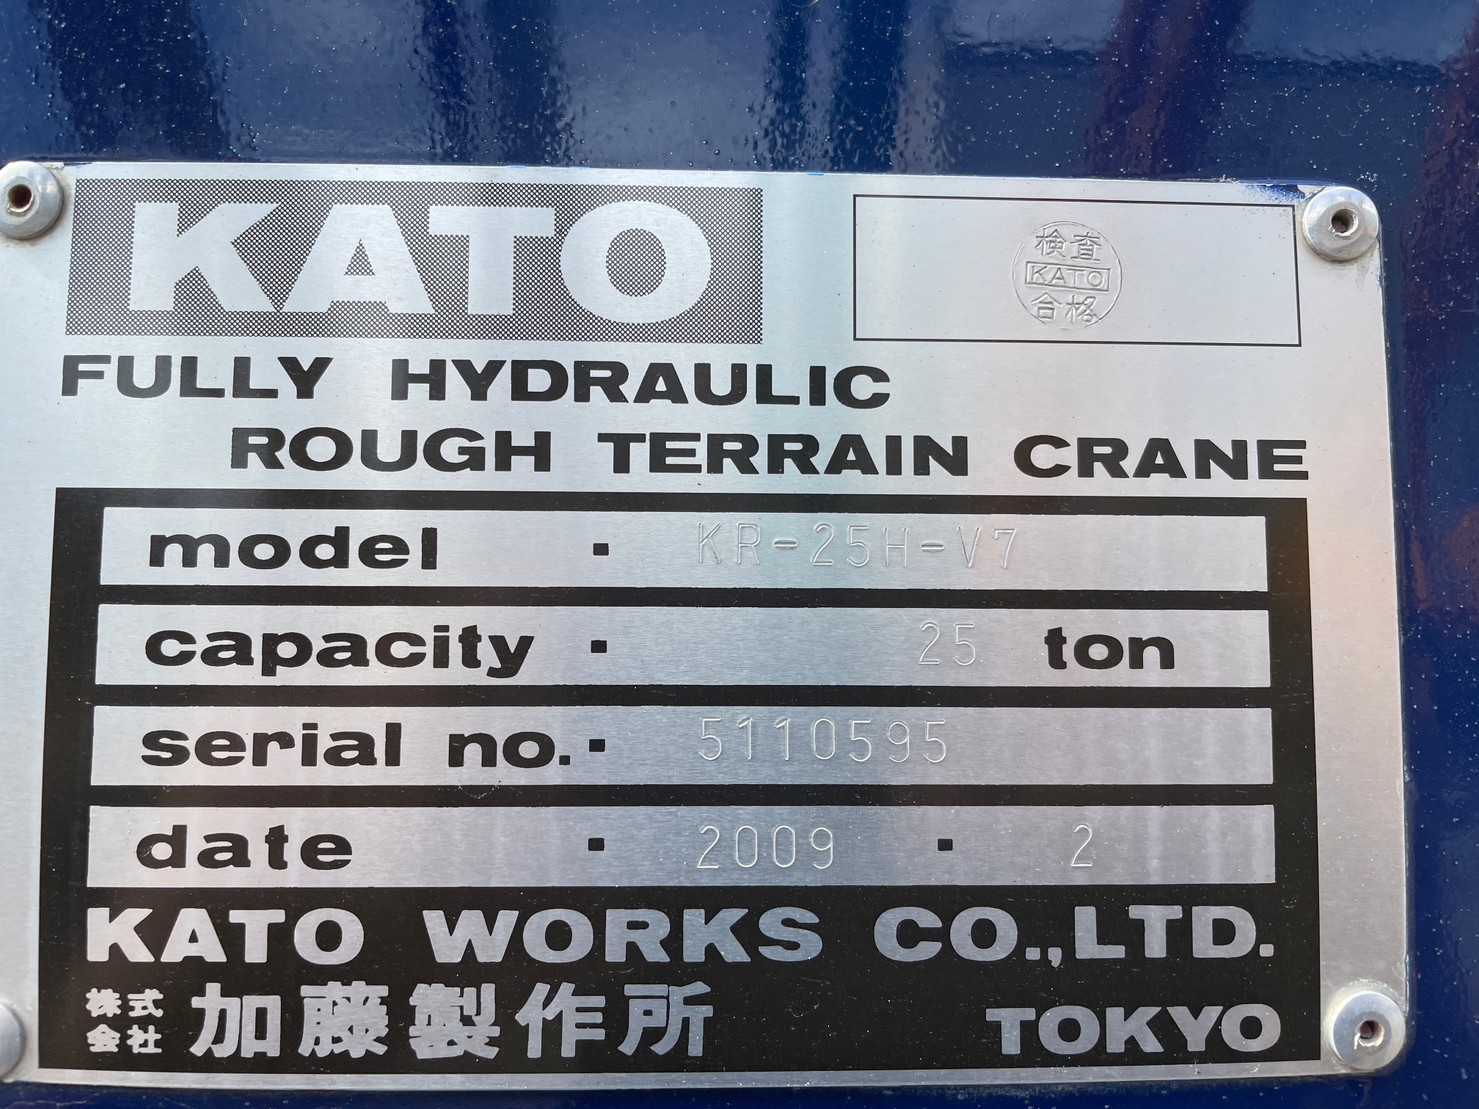 KATO
検査
KATO
合格
FULLY HYDRAULIC
ROUGH TERRAIN CRANE
model · KR-25H-V7
capacity · 25 ton
serial no. · 5110595
date · 2009 · 2
KATO WORKS CO.,LTD.
株式会社 加藤製作所 TOKYO